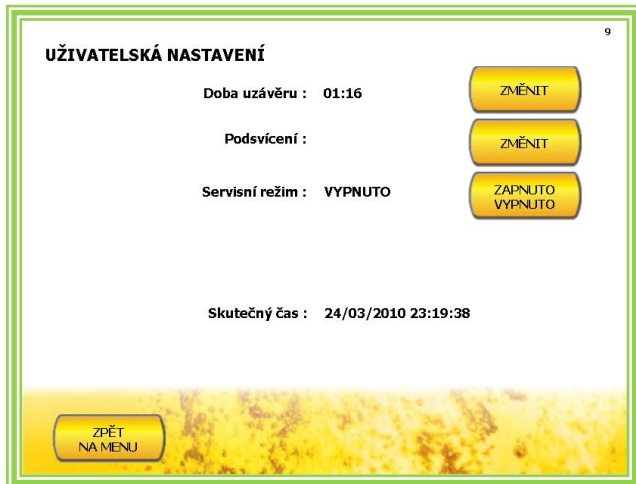 9
UŽIVATELSKÁ NASTAVENÍ
Doba uzávěru : 01:16
ZMĚNIT
Podsvícení :
ZMĚNIT
Servisní režim : VYPNUTO
ZAPNUTO
VYPNUTO
Skutečný čas : 24/03/2010 23:19:38
ZPĚT
NA MENU